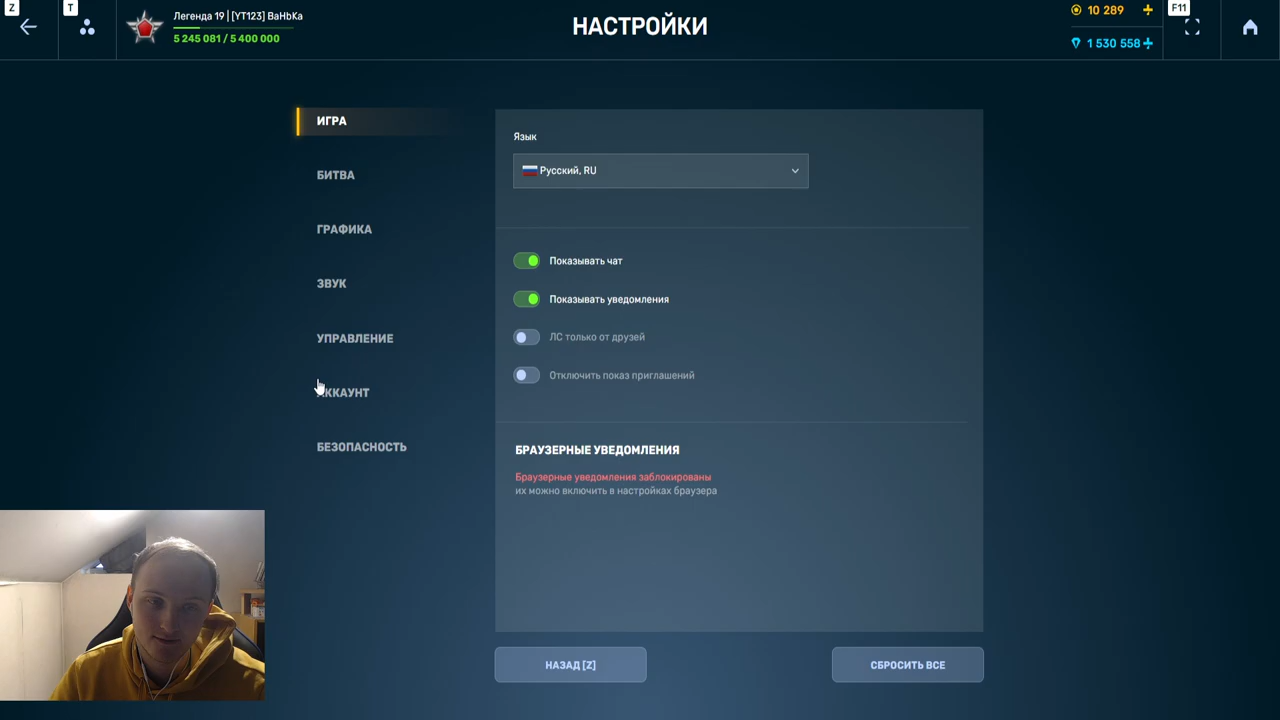 Z
T
Легенда 19 | [YT123] BaHbKa
5 245 081 / 5 400 000
НАСТРОЙКИ
10 289
1 530 558
F11
ИГРА
БИТВА
ГРАФИКА
ЗВУК
УПРАВЛЕНИЕ
АККАУНТ
БЕЗОПАСНОСТЬ
Язык
Русский, RU
Показывать чат
Показывать уведомления
ЛС только от друзей
Отключить показ приглашений
БРАУЗЕРНЫЕ УВЕДОМЛЕНИЯ
Браузерные уведомления заблокированы
их можно включить в настройках браузера
НАЗАД [Z]
СБРОСИТЬ ВСЕ